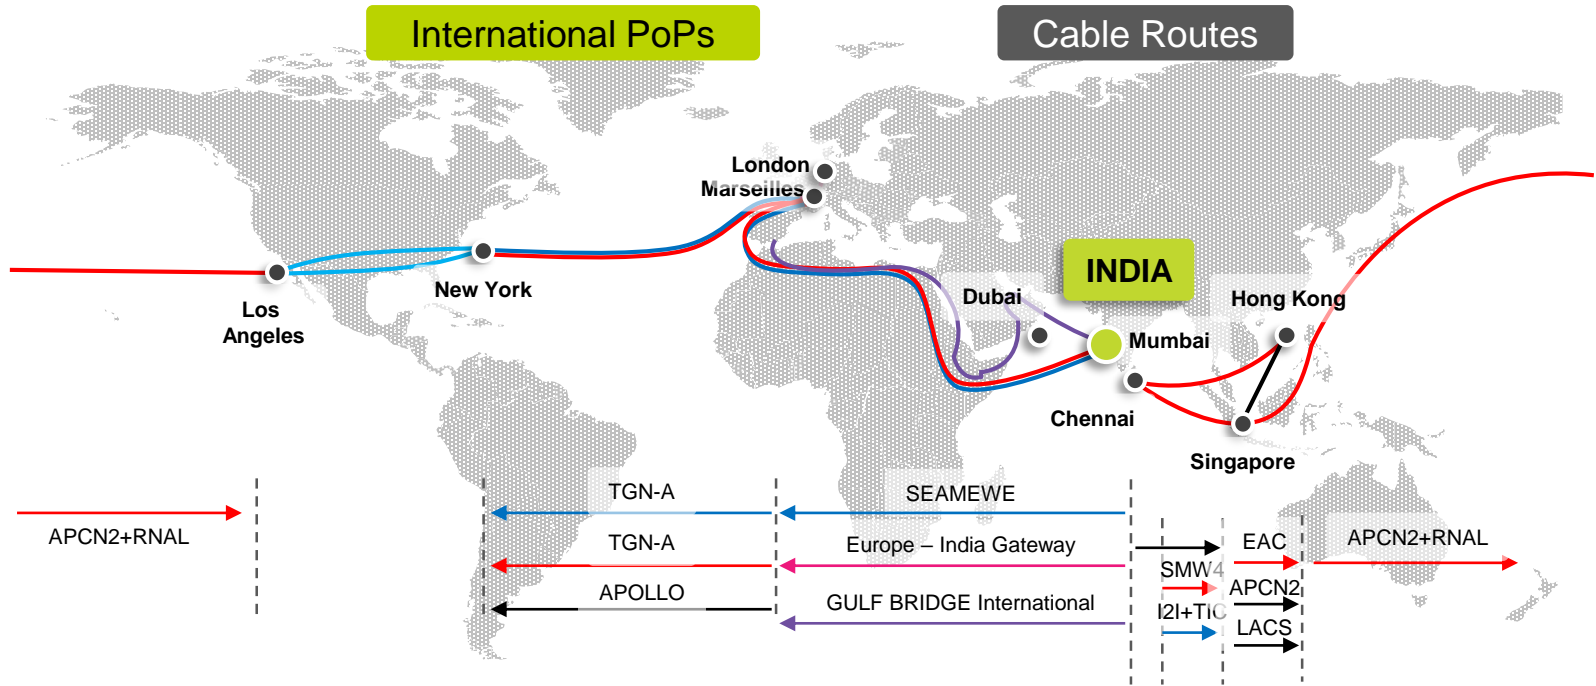 International PoPs
Cable Routes
London
Marseilles
INDIA
Dubai
Hong Kong
New York
Los
Angeles
Mumbai
Chennai
Singapore
TGN-A
SEAMEWE
APCN2+RNAL
TGN-A
Europe – India Gateway
EAC
APCN2+RNAL
SMW4
APOLLO
GULF BRIDGE International
APCN2
I2I+TIC
LACS